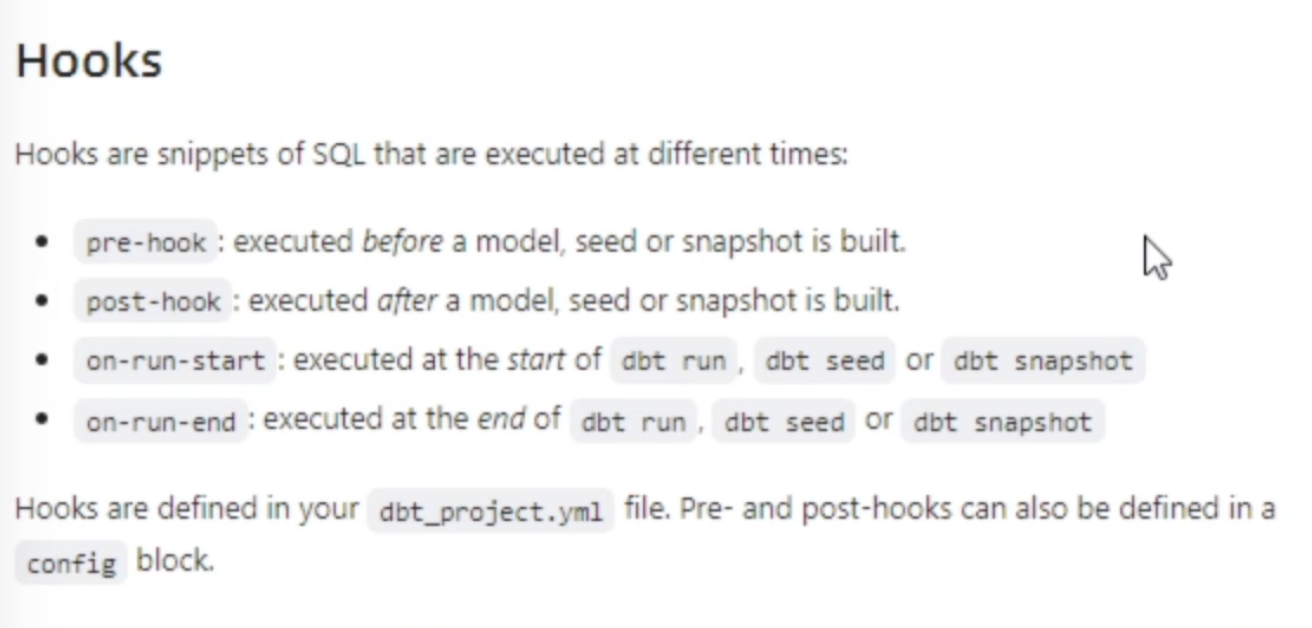 Hooks
Hooks are snippets of SQL that are executed at different times:
• pre-hook: executed before a model, seed or snapshot is built.
• post-hook: executed after a model, seed or snapshot is built.
• on-run-start: executed at the start of dbt run, dbt seed or dbt snapshot
• on-run-end: executed at the end of dbt run, dbt seed or dbt snapshot
Hooks are defined in your dbt_project.yml file. Pre- and post-hooks can also be defined in a
config block.